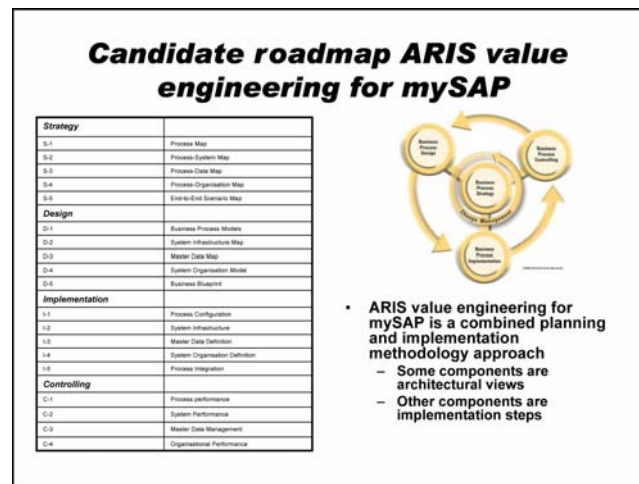 Candidate roadmap ARIS value
engineering for mySAP
Strategy
S-1 Process Map
S-2 Process-System Map
S-3 Process-Data Map
S-4 Process-Organisation Map
S-5 End-to-End Scenario Map
Design
D-1 Business Process Models
D-2 System Infrastructure Map
D-3 Master Data Map
D-4 System Organisation Model
D-5 Business Blueprint
Implementation
I-1 Process Configuration
I-2 System Infrastructure
I-3 Master Data Definition
I-4 System Organisation Definition
I-5 Process Integration
Controlling
C-1 Process performance
C-2 System Performance
C-3 Master Data Management
C-4 Organisational Performance
Business
Process
Design
Business
Process
Controlling
Business
Process
Strategy
Change Management
Business
Process
Implementation
• ARIS value engineering for
mySAP is a combined planning
and implementation
methodology approach
– Some components are
architectural views
– Other components are
implementation steps